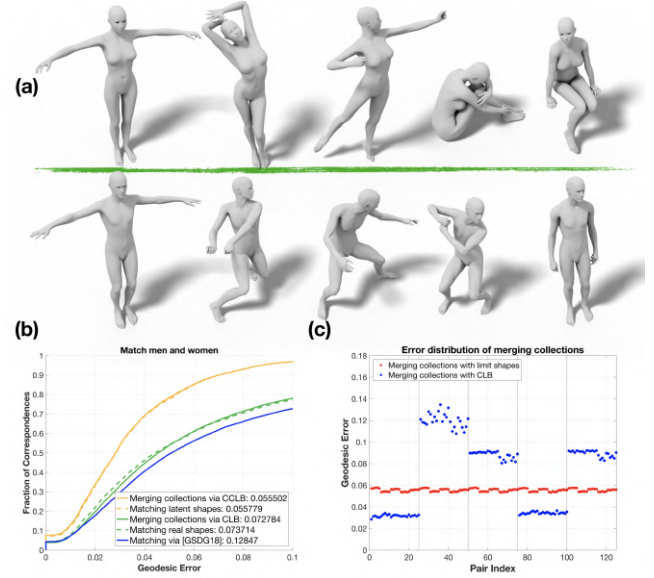 (a)
(b)
Match men and women
Fraction of Correspondences
1
0.9
0.8
0.7
0.6
0.5
0.4
0.3
0.2
0.1
0
0
0.02
0.04
0.06
0.08
0.1
Geodesic Error
Merging collections via CCLB: 0.055502
Matching latent shapes: 0.055779
Merging collections via CLB: 0.072784
Matching real shapes: 0.073714
Matching via [GSDG18]: 0.12847
(c)
Error distribution of merging collections
Merging collections with limit shapes
Merging collections with CLB
Geodesic Error
0.18
0.16
0.14
0.12
0.1
0.08
0.06
0.04
0.02
0
0
20
40
60
80
100
120
Pair Index